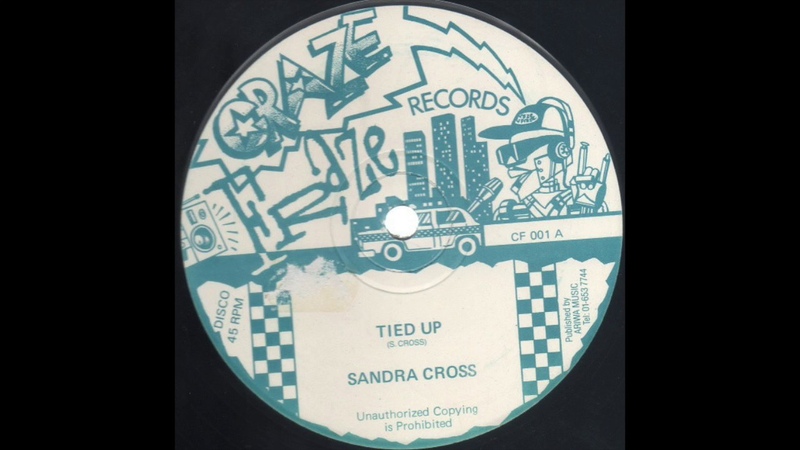 CRAZE
RECORDS
CF 001 A
DISCO
45 RPM
Published by
ARIWA MUSIC
Tel: 01-653 7744
TIED UP
(S. CROSS)
SANDRA CROSS
Unauthorized Copying
is Prohibited